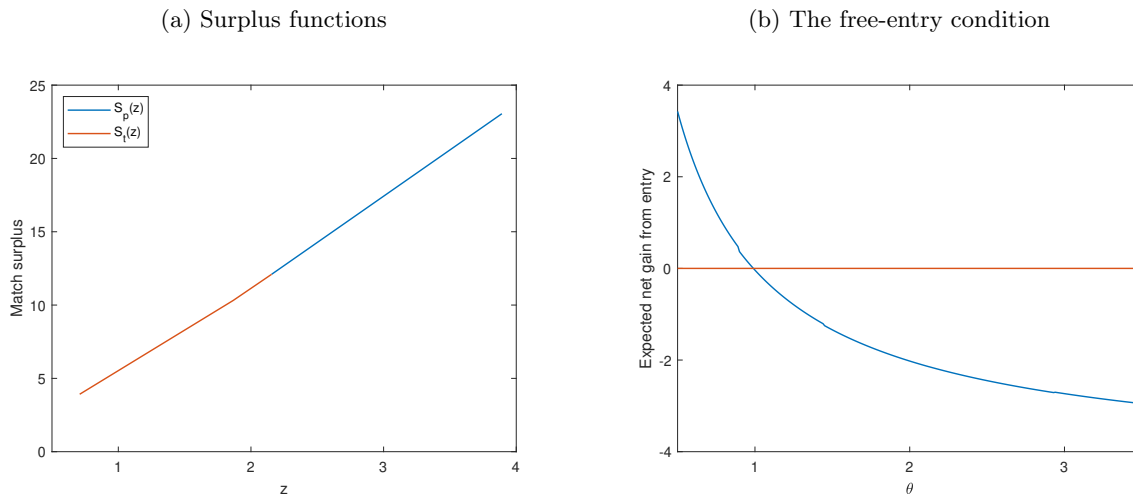 (a) Surplus functions
25
20
15
10
5
0
1
2
3
4
Match surplus
z
S_p(z)
S_t(z)
(b) The free-entry condition
4
2
0
-2
-4
1
2
3
Expected net gain from entry
θ